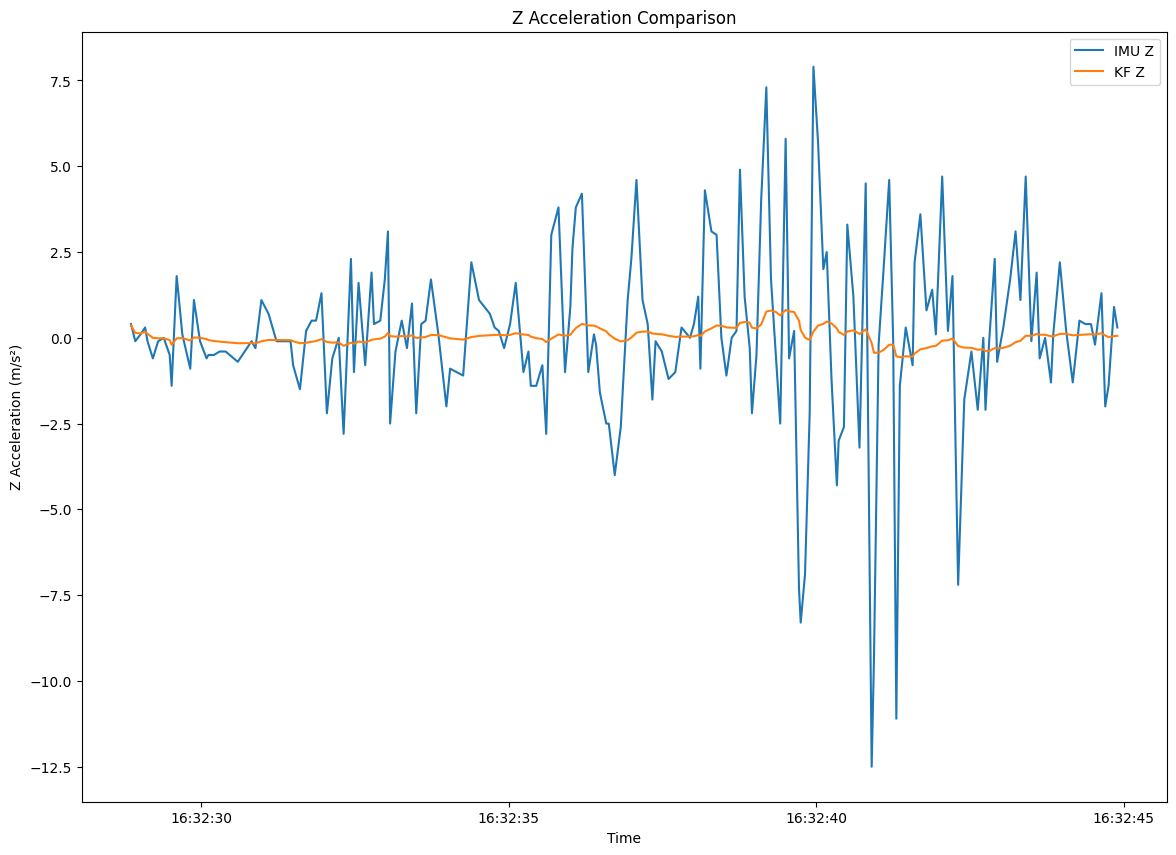 Z Acceleration Comparison
IMU Z
KF Z
Z Acceleration (m/s²)
7.5
5.0
2.5
0.0
−2.5
−5.0
−7.5
−10.0
−12.5
16:32:30
16:32:35
16:32:40
16:32:45
Time